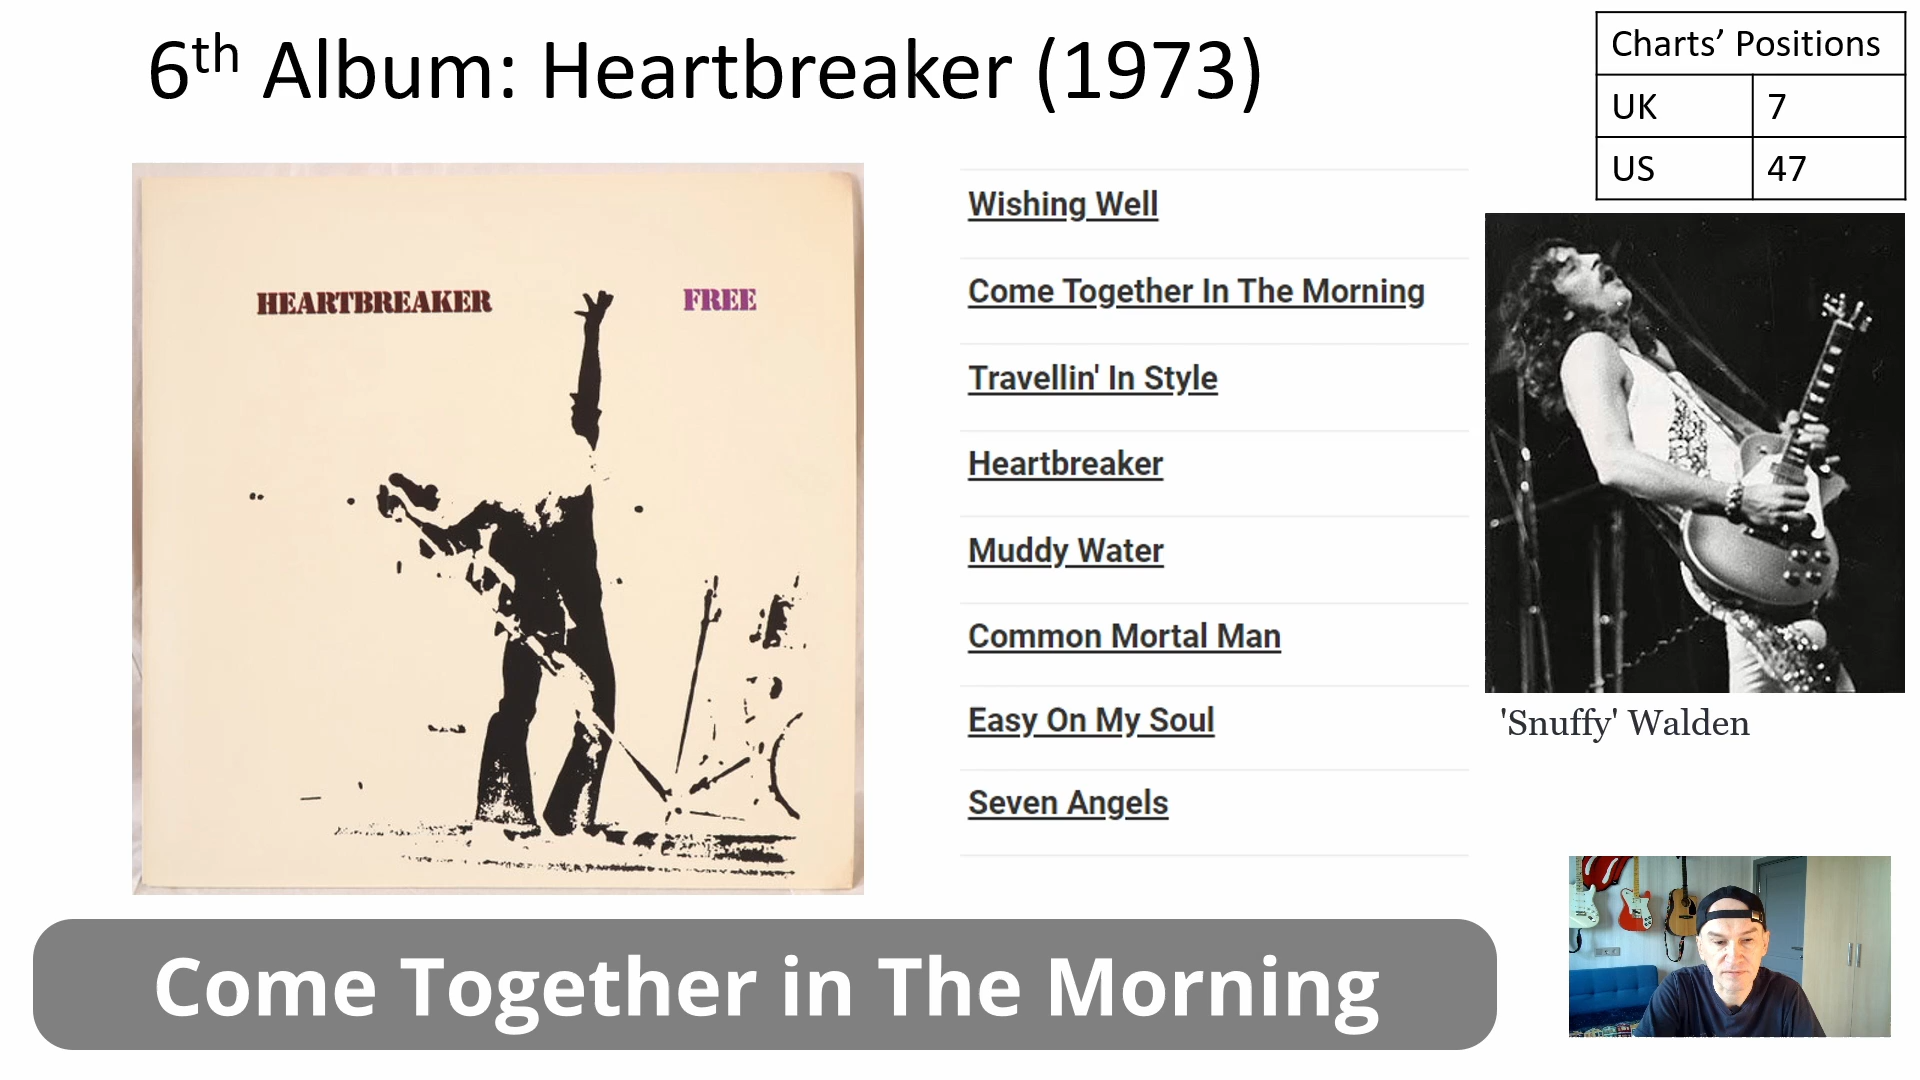 6th Album: Heartbreaker (1973)
Charts’ Positions
UK 7
US 47
HEARTBREAKER FREE
Wishing Well
Come Together In The Morning
Travellin' In Style
Heartbreaker
Muddy Water
Common Mortal Man
Easy On My Soul
Seven Angels
'Snuffy' Walden
Come Together in The Morning